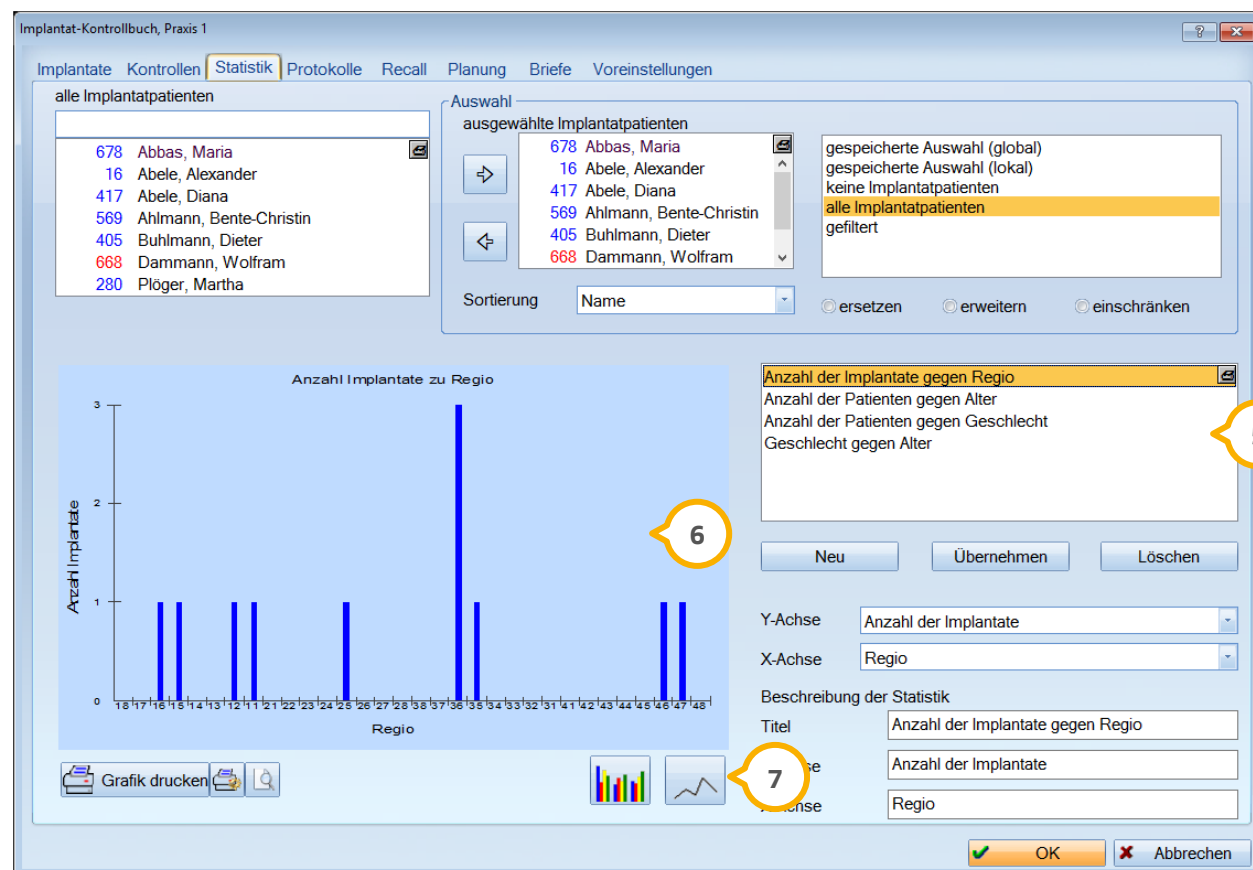 Implantat-Kontrollbuch, Praxis 1
Implantate Kontrollen Statistik Protokolle Recall Planung Briefe Voreinstellungen
alle Implantatpatienten
678 Abbas, Maria
16 Abele, Alexander
417 Abele, Diana
569 Ahlmann, Bente-Christin
405 Buhlmann, Dieter
668 Dammann, Wolfram
280 Plöger, Martha
Auswahl
ausgewählte Implantatpatienten
678 Abbas, Maria
16 Abele, Alexander
417 Abele, Diana
569 Ahlmann, Bente-Christin
405 Buhlmann, Dieter
668 Dammann, Wolfram
Sortierung Name
gespeicherte Auswahl (global)
gespeicherte Auswahl (lokal)
keine Implantatpatienten
alle Implantatpatienten
gefiltert
ersetzen erweitern einschränken
Anzahl Implantate zu Regio
Anzahl Implantate
3
2
1
0
18 17 16 15 14 13 12 11 21 22 23 24 25 26 27 28 38 37 36 35 34 33 32 31 41 42 43 44 45 46 47 48
Regio
6
Grafik drucken
7
Anzahl der Implantate gegen Regio
Anzahl der Patienten gegen Alter
Anzahl der Patienten gegen Geschlecht
Geschlecht gegen Alter
Neu Übernehmen Löschen
Y-Achse Anzahl der Implantate
X-Achse Regio
Beschreibung der Statistik
Titel Anzahl der Implantate gegen Regio
Anzahl der Implantate
Regio
OK Abbrechen